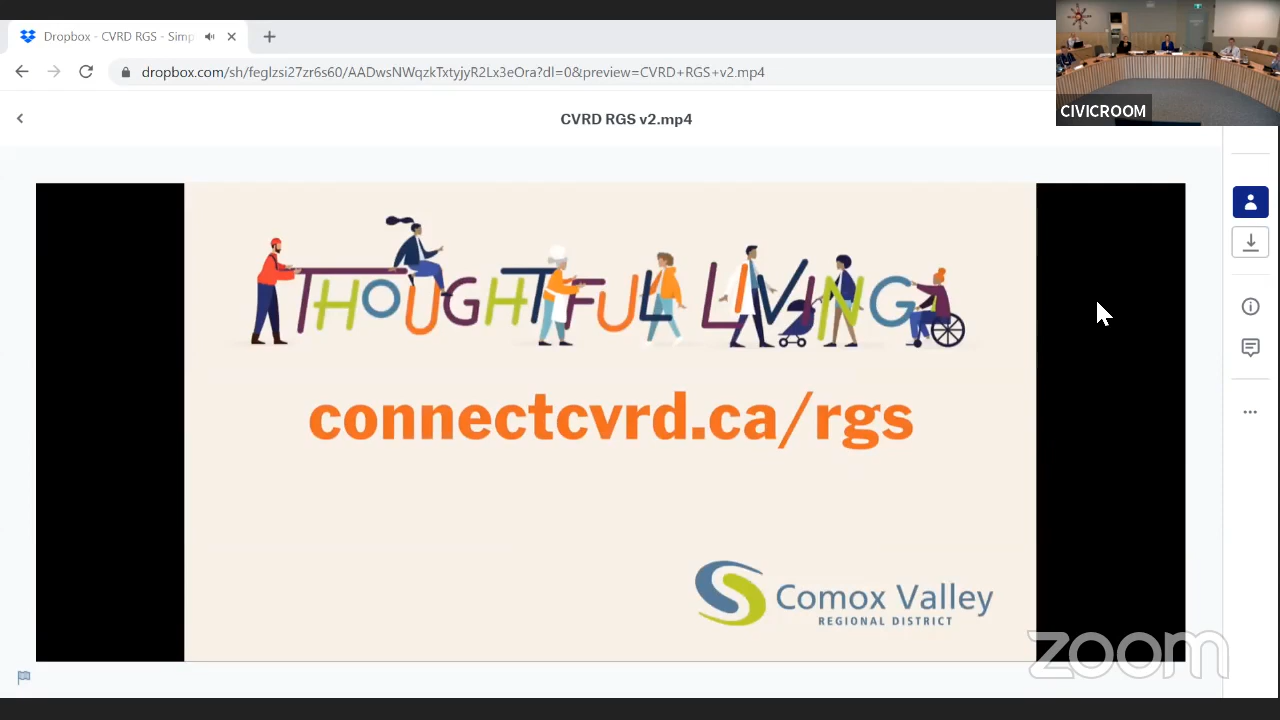 Dropbox - CVRD RGS - Simp
dropbox.com/sh/feglzsi27zr6s60/AADwsNWqzkTxtyjyR2Lx3eOra?dl=0&preview=CVRD+RGS+v2.mp4
CIVICROOM
CVRD RGS v2.mp4
THOUGHTFUL LIVING
connectcvrd.ca/rgs
Comox Valley
REGIONAL DISTRICT
zoom